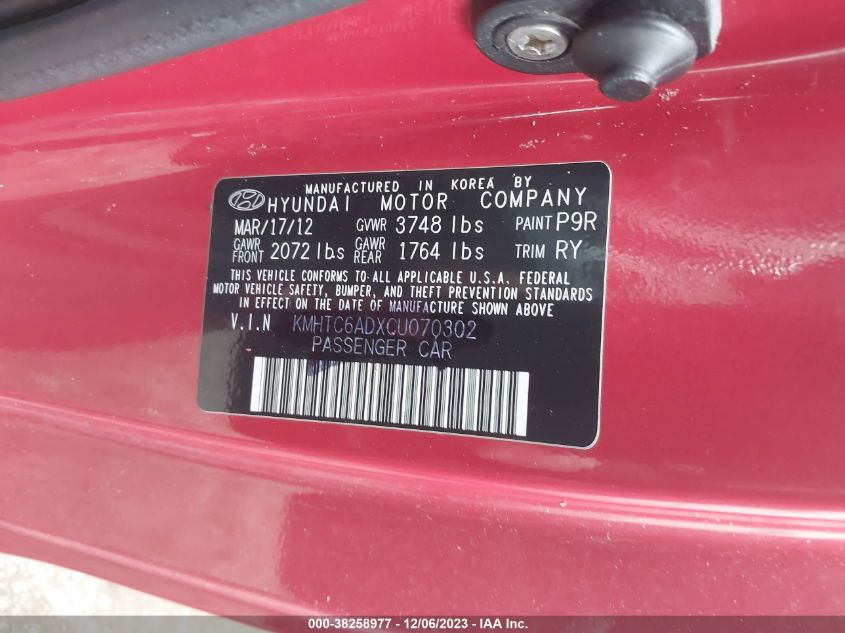 MANUFACTURED IN KOREA BY
HYUNDAI MOTOR COMPANY
MAR/17/12 GVWR 3748 lbs PAINT P9R
GAWR FRONT 2072 lbs GAWR REAR 1764 lbs TRIM RY
THIS VEHICLE CONFORMS TO ALL APPLICABLE U.S.A. FEDERAL
MOTOR VEHICLE SAFETY, BUMPER, AND THEFT PREVENTION STANDARDS
IN EFFECT ON THE DATE OF MANUFACTURE SHOWN ABOVE
V.I.N KMHTC6ADXCU070302
PASSENGER CAR
000-38258977 - 12/06/2023 - IAA Inc.